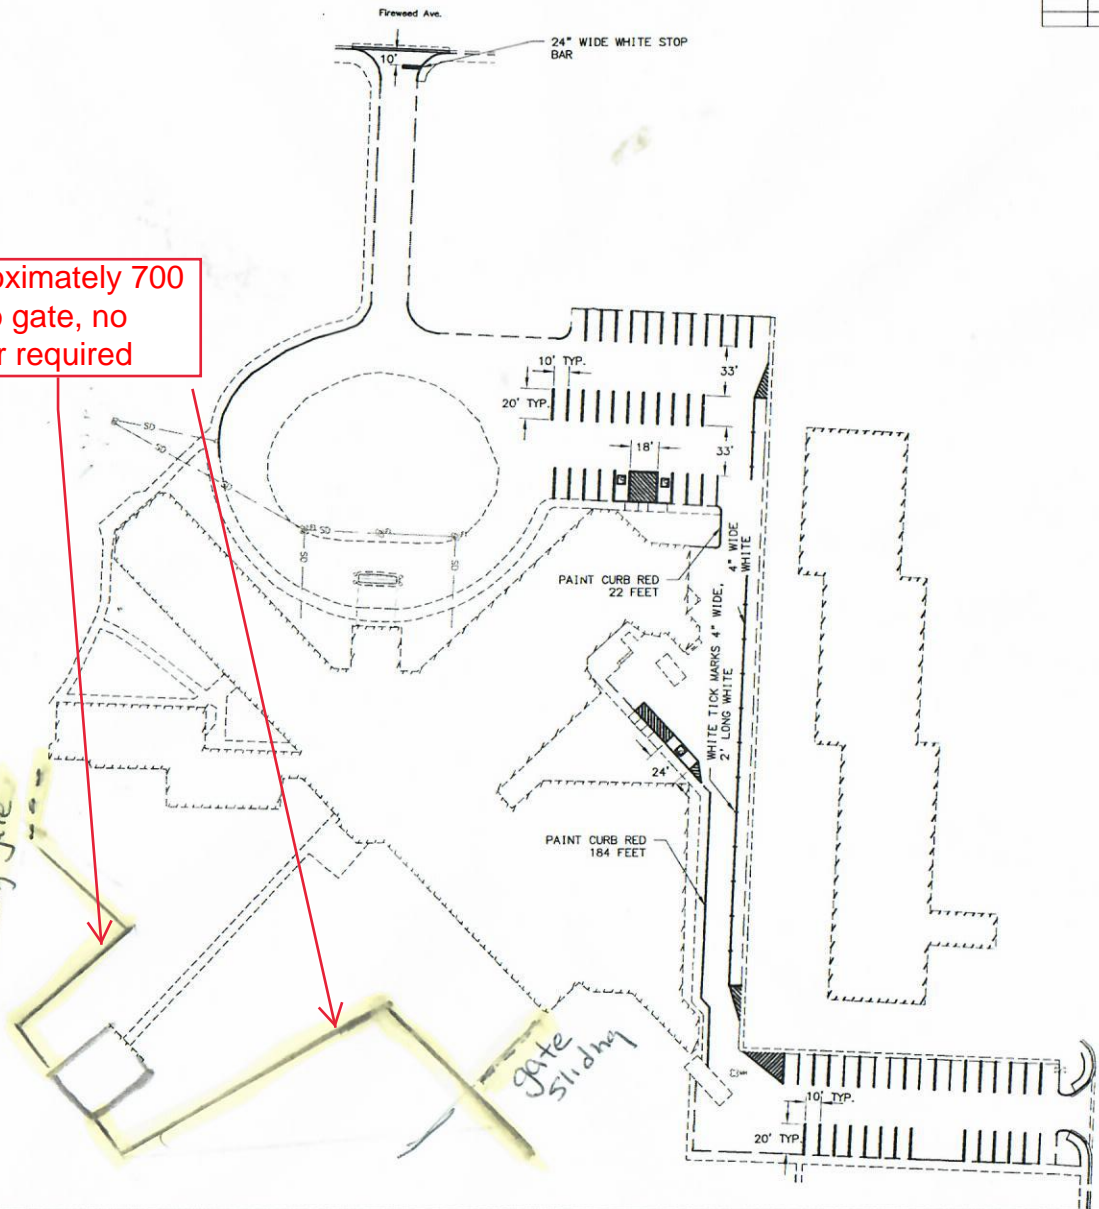 Fireweed Ave.
24" WIDE WHITE STOP
BAR
10'
oximately 700
gate, no
r required
10' TYP.
33'
20' TYP.
18'
33'
SD
SD
SD
SD
SD
PAINT CURB RED
22 FEET
4" WIDE
WHITE
WHITE TICK MARKS 4" WIDE,
2' LONG WHITE
24'
PAINT CURB RED
184 FEET
gate
gate
sliding
10' TYP.
20' TYP.